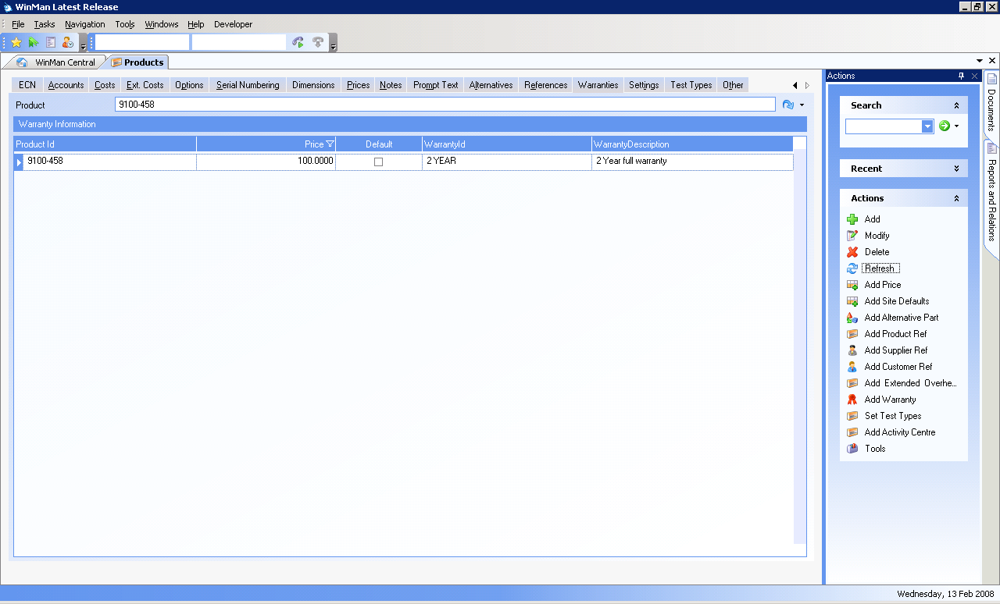 WinMan Latest Release
File Tasks Navigation Tools Windows Help Developer
WinMan Central Products
ECN Accounts Costs Ext. Costs Options Serial Numbering Dimensions Prices Notes Prompt Text Alternatives References Warranties Settings Test Types Other
Product 9100-458
Warranty Information
Product Id Price Default WarrantyId WarrantyDescription
9100-458 100.0000 2 YEAR 2 Year full warranty
Actions
Search
Recent
Actions
Add
Modify
Delete
Refresh
Add Price
Add Site Defaults
Add Alternative Part
Add Product Ref
Add Supplier Ref
Add Customer Ref
Add Extended Overhe...
Add Warranty
Set Test Types
Add Activity Centre
Tools
Documents
Reports and Relations
Wednesday, 13 Feb 2008